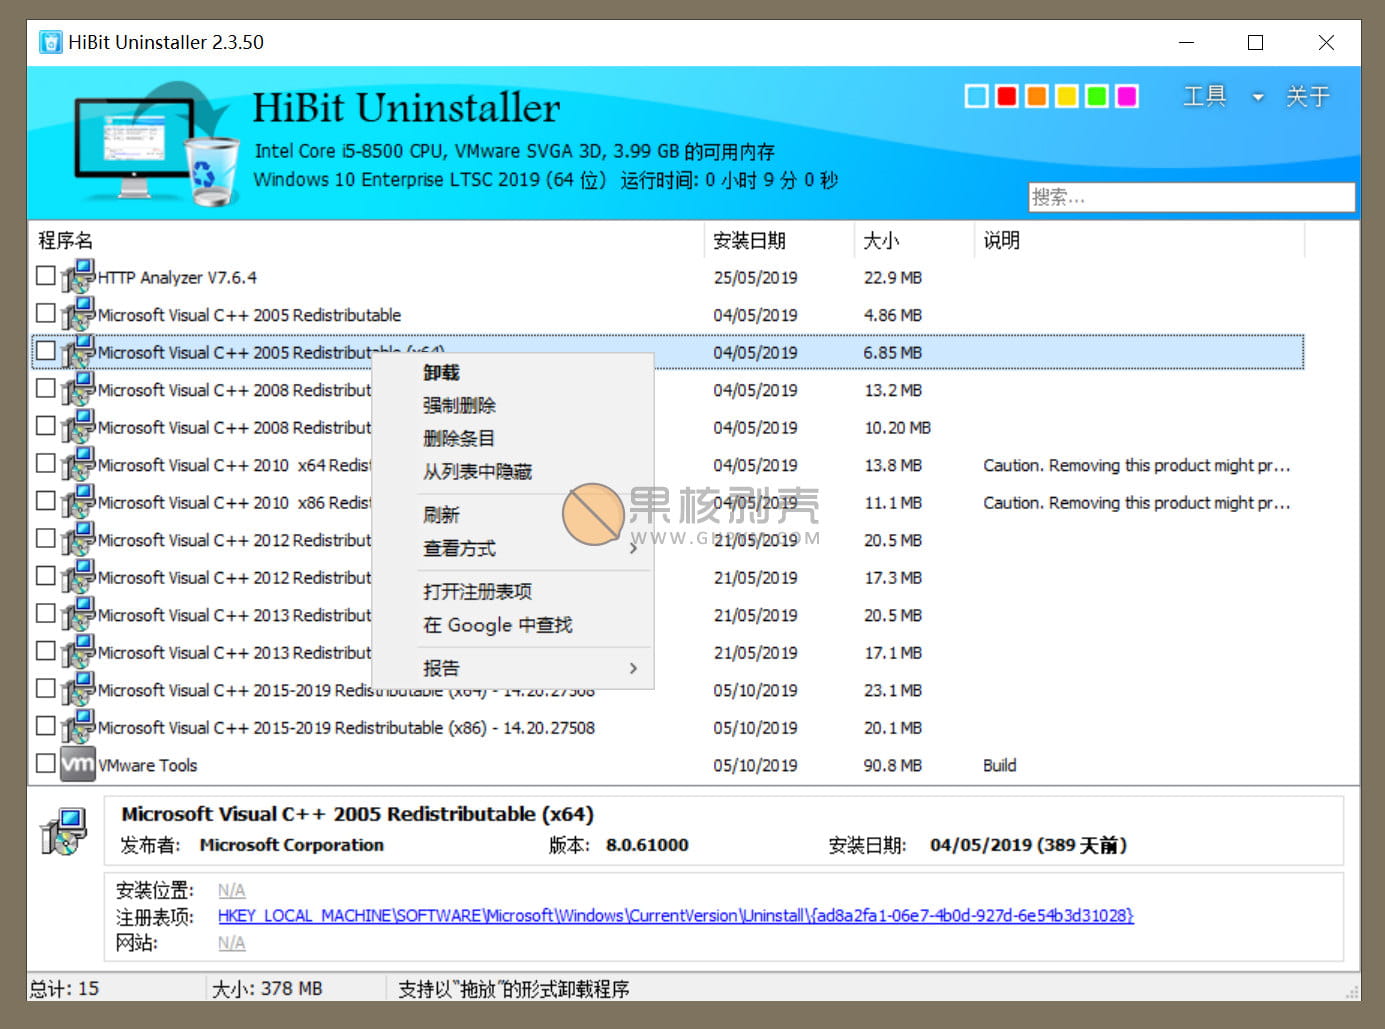 HiBit Uninstaller 2.3.50
HiBit Uninstaller
工具 关于
Intel Core i5-8500 CPU, VMware SVGA 3D, 3.99 GB 的可用内存
Windows 10 Enterprise LTSC 2019 (64 位) 运行时间: 0 小时 9 分 0 秒
搜索...
程序名 安装日期 大小 说明
HTTP Analyzer V7.6.4 25/05/2019 22.9 MB
Microsoft Visual C++ 2005 Redistributable 04/05/2019 4.86 MB
Microsoft Visual C++ 2005 Redistributable (x64) 04/05/2019 6.85 MB
Microsoft Visual C++ 2008 Redistribut 04/05/2019 13.2 MB
Microsoft Visual C++ 2008 Redistribut 04/05/2019 10.20 MB
Microsoft Visual C++ 2010 x64 Redist 04/05/2019 13.8 MB Caution. Removing this product might pr...
Microsoft Visual C++ 2010 x86 Redist 04/05/2019 11.1 MB Caution. Removing this product might pr...
Microsoft Visual C++ 2012 Redistribut 21/05/2019 20.5 MB
Microsoft Visual C++ 2012 Redistribut 21/05/2019 17.3 MB
Microsoft Visual C++ 2013 Redistribut 21/05/2019 20.5 MB
Microsoft Visual C++ 2013 Redistribut 21/05/2019 17.1 MB
Microsoft Visual C++ 2015-2019 Redistributable (x64) - 14.20.27508 05/10/2019 23.1 MB
Microsoft Visual C++ 2015-2019 Redistributable (x86) - 14.20.27508 05/10/2019 20.1 MB
vm VMware Tools 05/10/2019 90.8 MB Build
卸载
强制删除
删除条目
从列表中隐藏
刷新
查看方式
打开注册表项
在 Google 中查找
报告
果核剥壳
WWW.GHPYM.COM
Microsoft Visual C++ 2005 Redistributable (x64)
发布者: Microsoft Corporation 版本: 8.0.61000 安装日期: 04/05/2019 (389 天前)
安装位置: N/A
注册表项: HKEY_LOCAL_MACHINE\SOFTWARE\Microsoft\Windows\CurrentVersion\Uninstall\{ad8a2fa1-06e7-4b0d-927d-6e54b3d31028}
网站: N/A
总计: 15 大小: 378 MB 支持以“拖放”的形式卸载程序